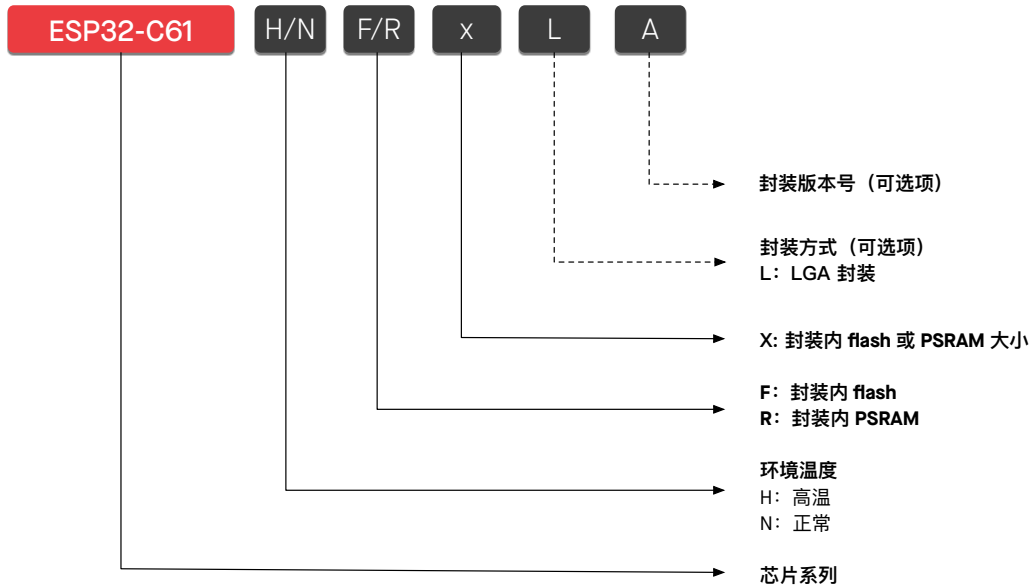 ESP32-C61 H/N F/R x L A
封装版本号（可选项）
封装方式（可选项）
L：LGA 封装
X: 封装内 flash 或 PSRAM 大小
F：封装内 flash
R：封装内 PSRAM
环境温度
H：高温
N：正常
芯片系列